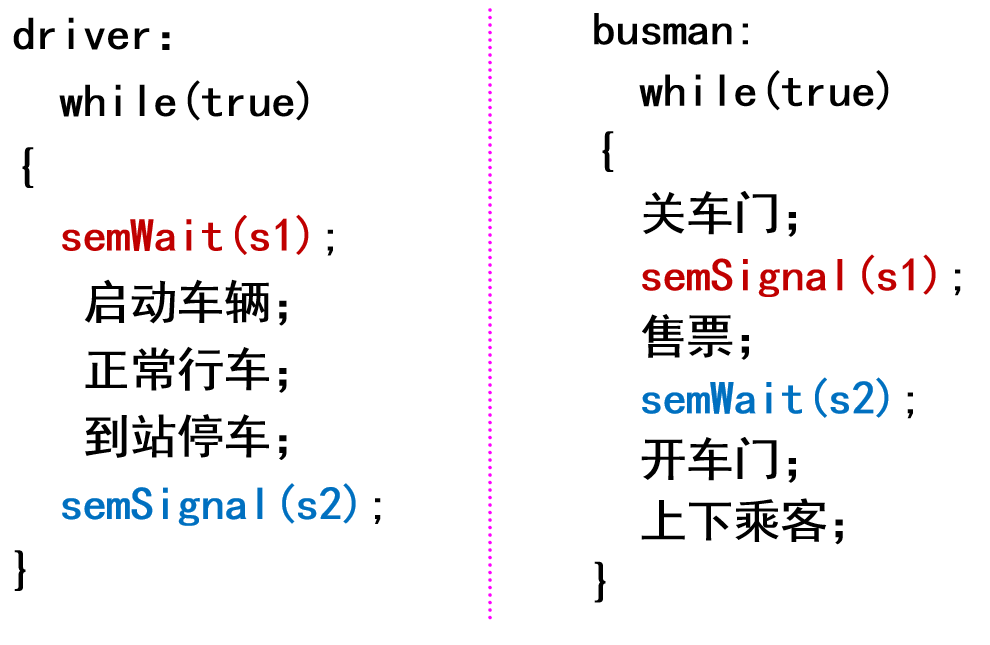 driver:
while(true)
{
semWait(s1);
启动车辆;
正常行车;
到站停车;
semSignal(s2);
}
busman:
while(true)
{
关车门;
semSignal(s1);
售票;
semWait(s2);
开车门;
上下乘客;
}